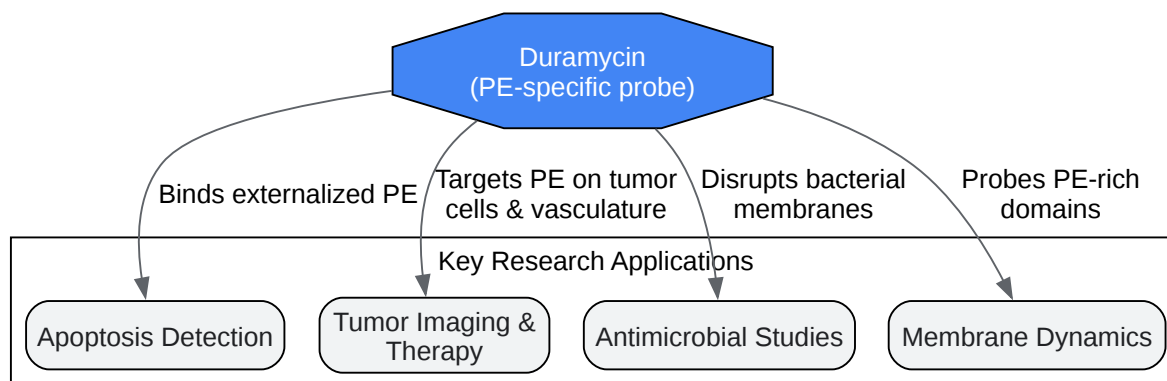 Duramycin
(PE-specific probe)
Binds externalized PE
Targets PE on tumor
cells & vasculature
Disrupts bacterial
membranes
Probes PE-rich
domains
Key Research Applications
Apoptosis Detection
Tumor Imaging &
Therapy
Antimicrobial Studies
Membrane Dynamics